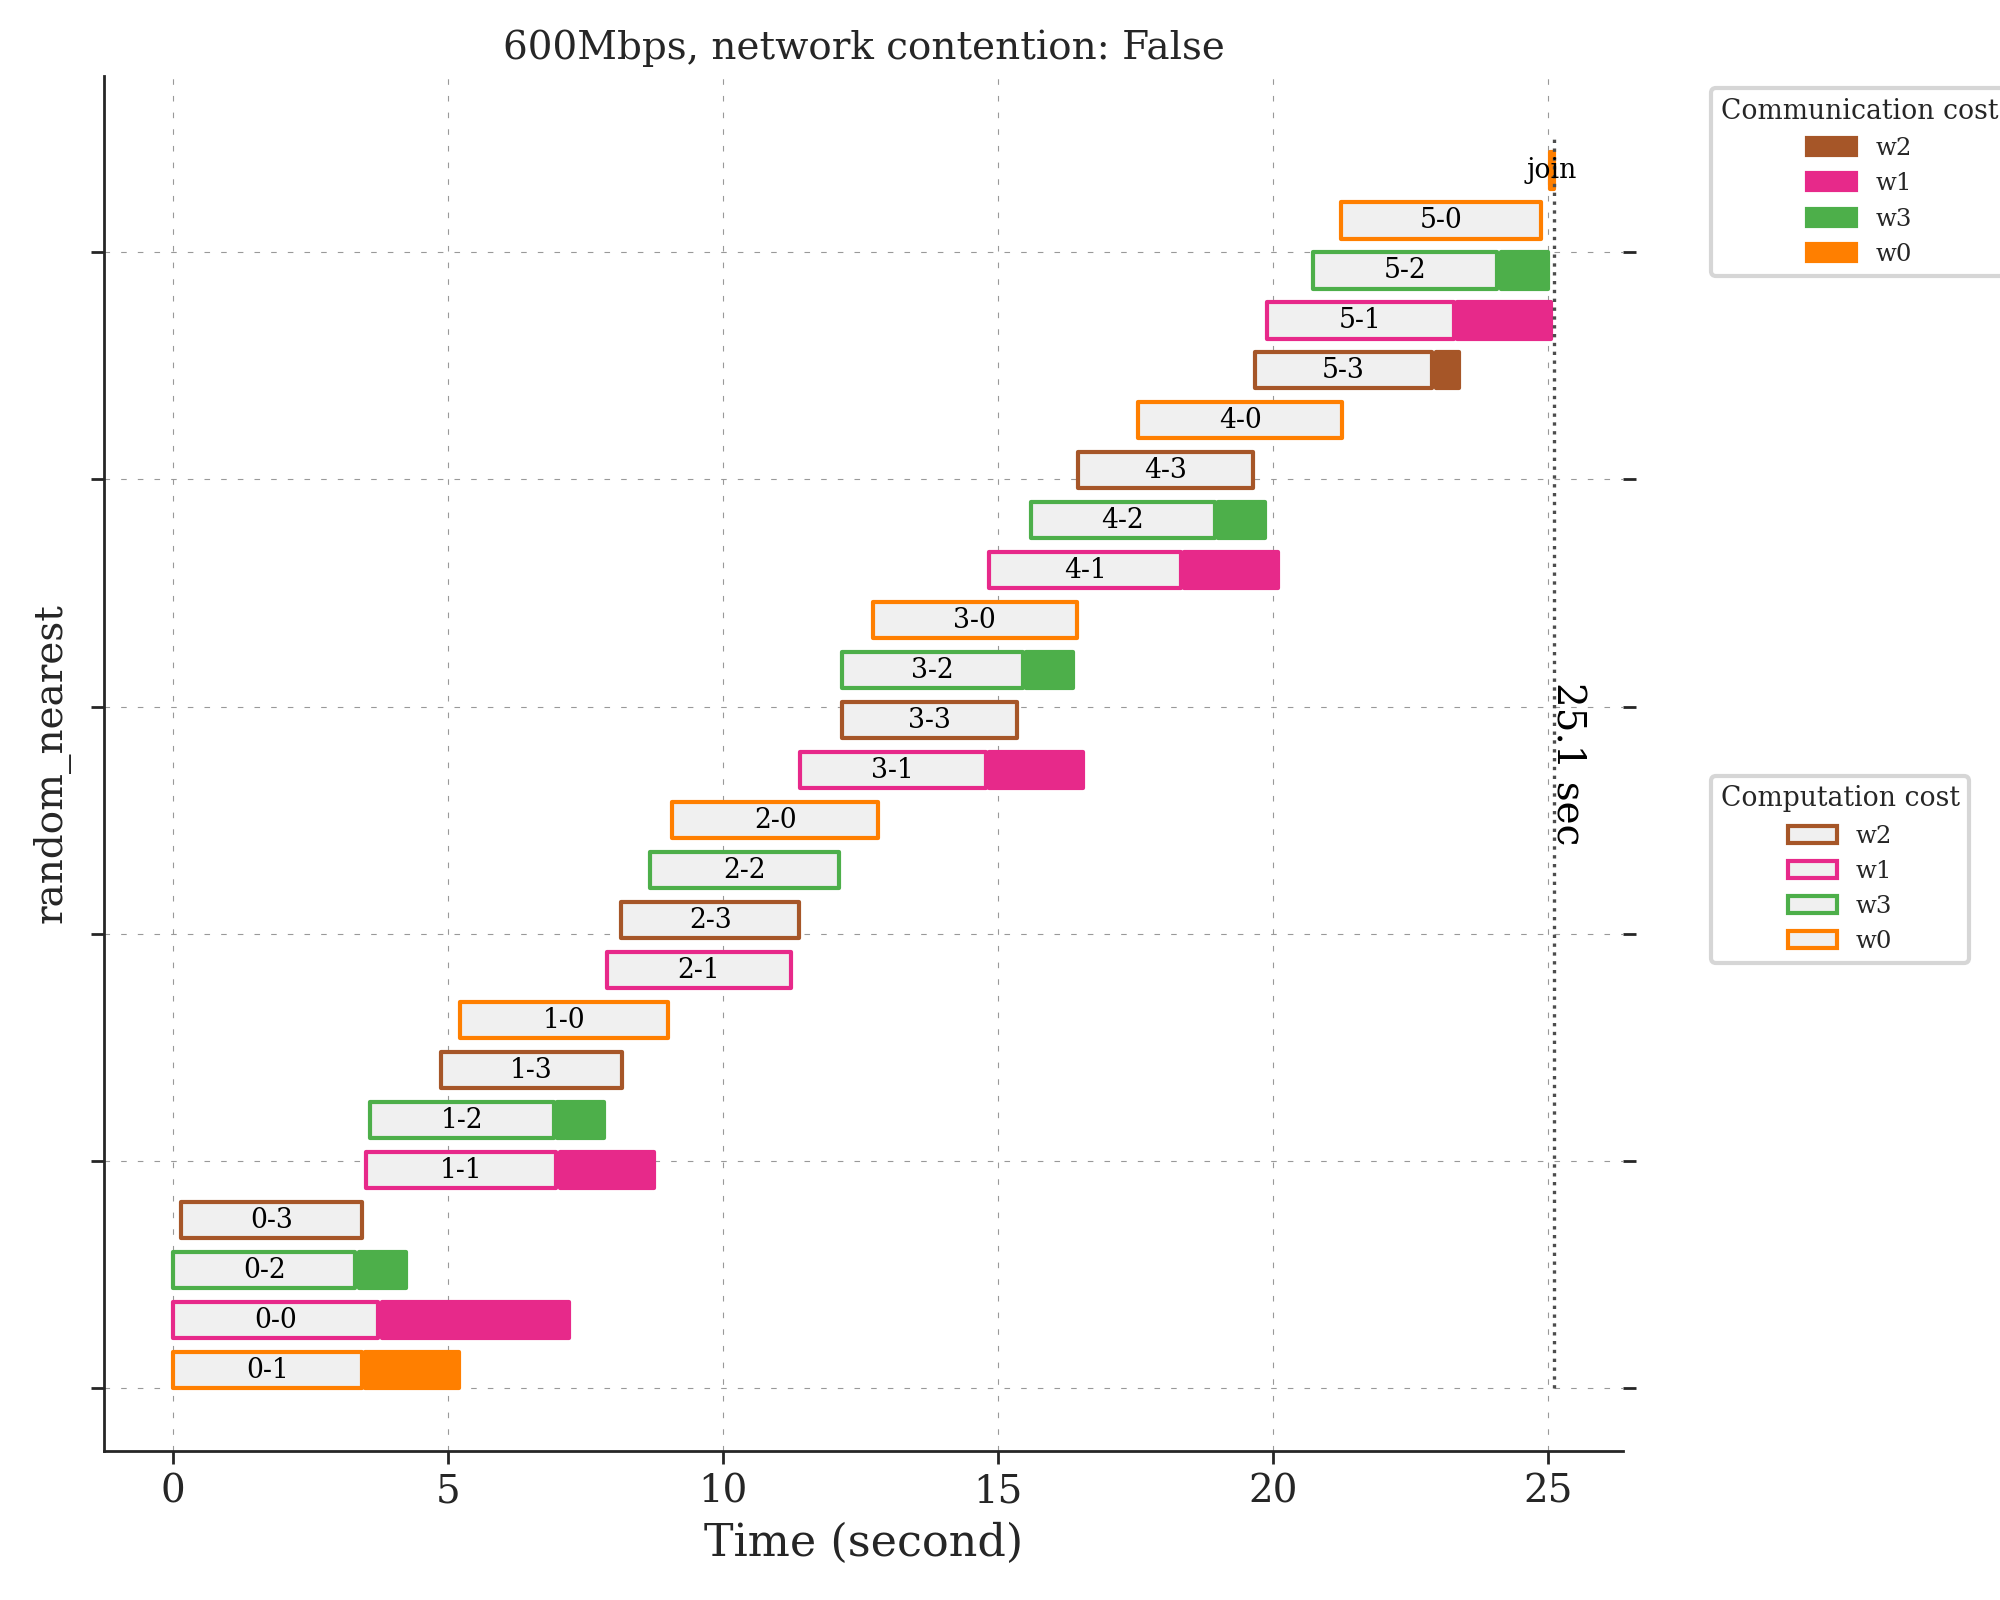 600Mbps, network contention: False
Communication cost
w2
w1
w3
w0
join
5-0
5-2
5-1
5-3
4-0
4-3
4-2
4-1
3-0
3-2
3-3
3-1
2-0
2-2
2-3
2-1
1-0
1-3
1-2
1-1
0-3
0-2
0-0
0-1
25.1 sec
Computation cost
w2
w1
w3
w0
random_nearest
0 5 10 15 20 25
Time (second)